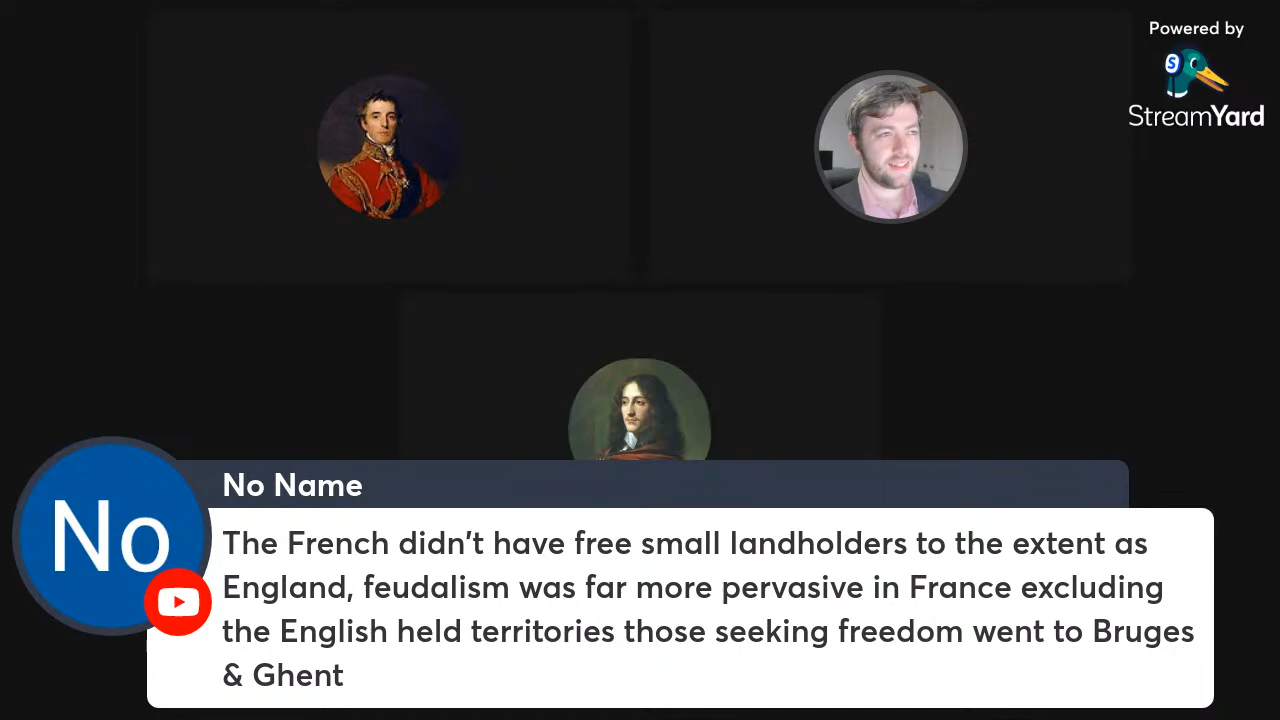 Powered by
S
StreamYard
No
No Name
The French didn't have free small landholders to the extent as
England, feudalism was far more pervasive in France excluding
the English held territories those seeking freedom went to Bruges
& Ghent